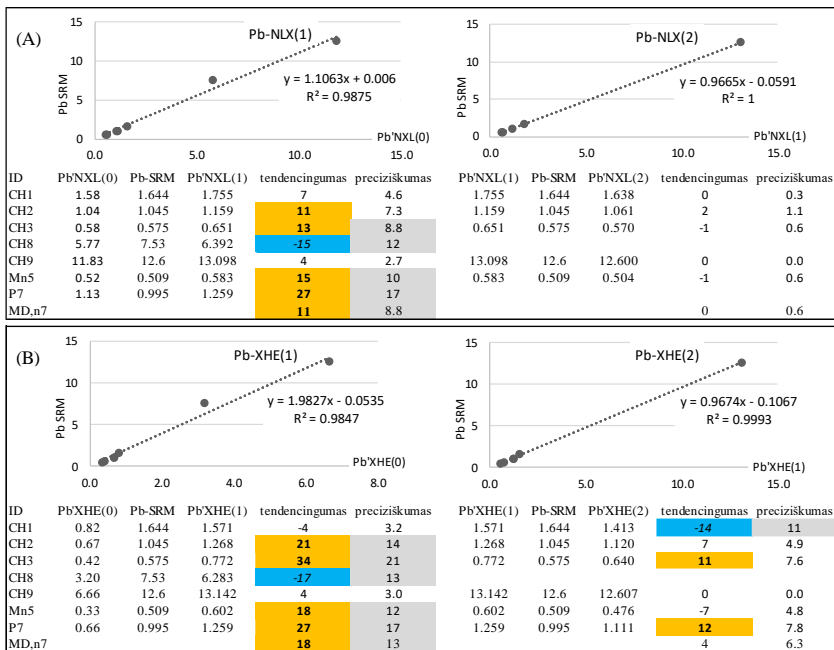 (A)
Pb-NLX(1)
y = 1.1063x + 0.006
R² = 0.9875
Pb SRM
Pb'NXL(0)
15
10
5
0
0.0 5.0 10.0 15.0
Pb-NLX(2)
y = 0.9665x - 0.0591
R² = 1
Pb SRM
Pb'NXL(1)
15
10
5
0
0.0 5.0 10.0 15.0
ID Pb'NXL(0) Pb-SRM Pb'NXL(1) tendencingumas preciziškumas Pb'NXL(1) Pb-SRM Pb'NXL(2) tendencingumas preciziškumas
CH1 1.58 1.644 1.755 7 4.6 1.755 1.644 1.638 0 0.3
CH2 1.04 1.045 1.159 11 7.3 1.159 1.045 1.061 2 1.1
CH3 0.58 0.575 0.651 13 8.8 0.651 0.575 0.570 -1 0.6
CH8 5.77 7.53 6.392 -15 12
CH9 11.83 12.6 13.098 4 2.7 13.098 12.6 12.600 0 0.0
Mn5 0.52 0.509 0.583 15 10 0.583 0.509 0.504 -1 0.6
P7 1.13 0.995 1.259 27 17
MD,n7 11 8.8 0 0.6
(B)
Pb-XHE(1)
y = 1.9827x - 0.0535
R² = 0.9847
Pb SRM
Pb'XHE(0)
15
10
5
0
0.0 2.0 4.0 6.0 8.0
Pb-XHE(2)
y = 0.9674x - 0.1067
R² = 0.9993
Pb SRM
Pb'XHE(1)
15
10
5
0
0.0 5.0 10.0 15.0
ID Pb'XHE(0) Pb-SRM Pb'XHE(1) tendencingumas preciziškumas Pb'XHE(1) Pb-SRM Pb'XHE(2) tendencingumas preciziškumas
CH1 0.82 1.644 1.571 -4 3.2 1.571 1.644 1.413 -14 11
CH2 0.67 1.045 1.268 21 14 1.268 1.045 1.120 7 4.9
CH3 0.42 0.575 0.772 34 21 0.772 0.575 0.640 11 7.6
CH8 3.20 7.53 6.283 -17 13
CH9 6.66 12.6 13.142 4 3.0 13.142 12.6 12.607 0 0.0
Mn5 0.33 0.509 0.602 18 12 0.602 0.509 0.476 -7 4.8
P7 0.66 0.995 1.259 27 17 1.259 0.995 1.111 12 7.8
MD,n7 18 13 4 6.3